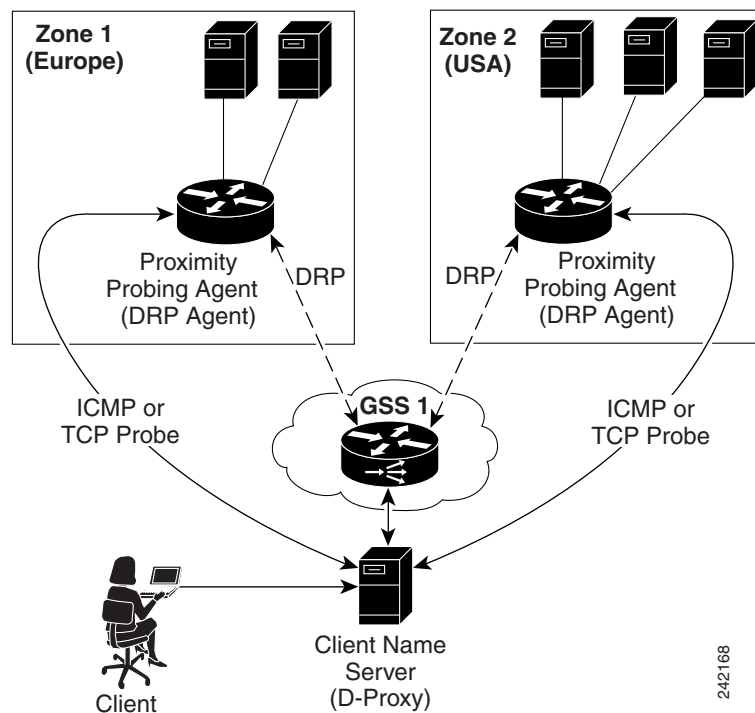 Zone 1
(Europe)
Zone 2
(USA)
Proximity
Probing Agent
(DRP Agent)
DRP
DRP
Proximity
Probing Agent
(DRP Agent)
ICMP or
TCP Probe
GSS 1
ICMP or
TCP Probe
Client Name
Server
(D-Proxy)
Client
242168